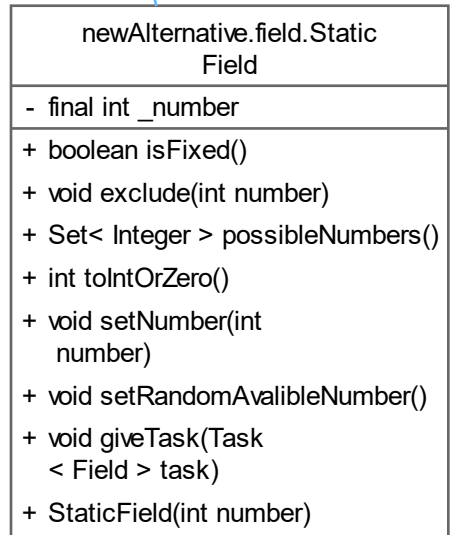 newAlternative.field.Static
Field
- final int _number
+ boolean isFixed()
+ void exclude(int number)
+ Set< Integer > possibleNumbers()
+ int toIntOrZero()
+ void setNumber(int
number)
+ void setRandomAvalibleNumber()
+ void giveTask(Task
< Field > task)
+ StaticField(int number)